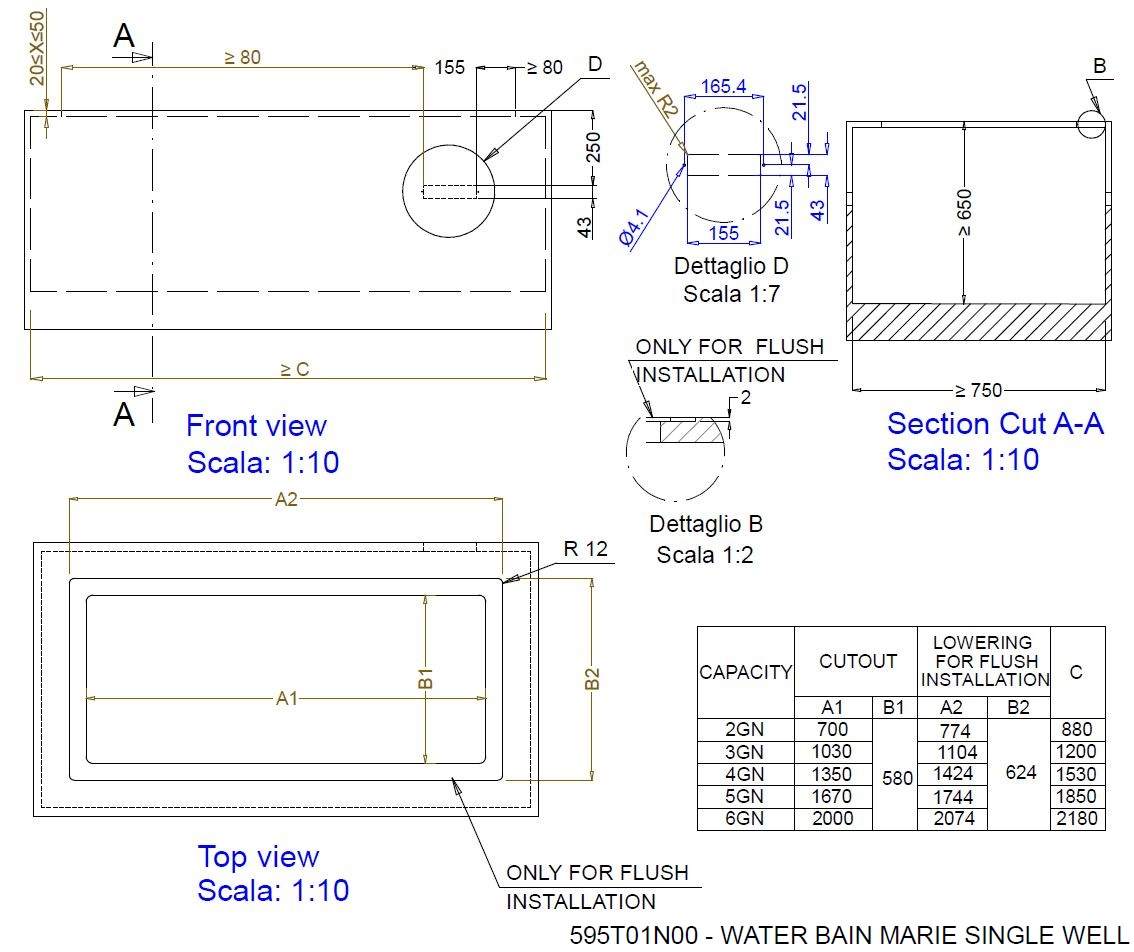 20≤X≤50
A
≥ 80
155
≥ 80
D
250
43
≥ C
A
Front view
Scala: 1:10
max R2
165.4
21.5
Ø4.1
155
21.5
43
Dettaglio D
Scala 1:7
B
≥ 650
≥ 750
Section Cut A-A
Scala: 1:10
ONLY FOR FLUSH
INSTALLATION
2
Dettaglio B
Scala 1:2
A2
R 12
A1
B1
B2
Top view
Scala: 1:10
ONLY FOR FLUSH
INSTALLATION
CAPACITY CUTOUT LOWERING FOR FLUSH INSTALLATION C
A1 B1 A2 B2
2GN 700 774 880
3GN 1030 1104 1200
4GN 1350 580 1424 624 1530
5GN 1670 1744 1850
6GN 2000 2074 2180
595T01N00 - WATER BAIN MARIE SINGLE WELL